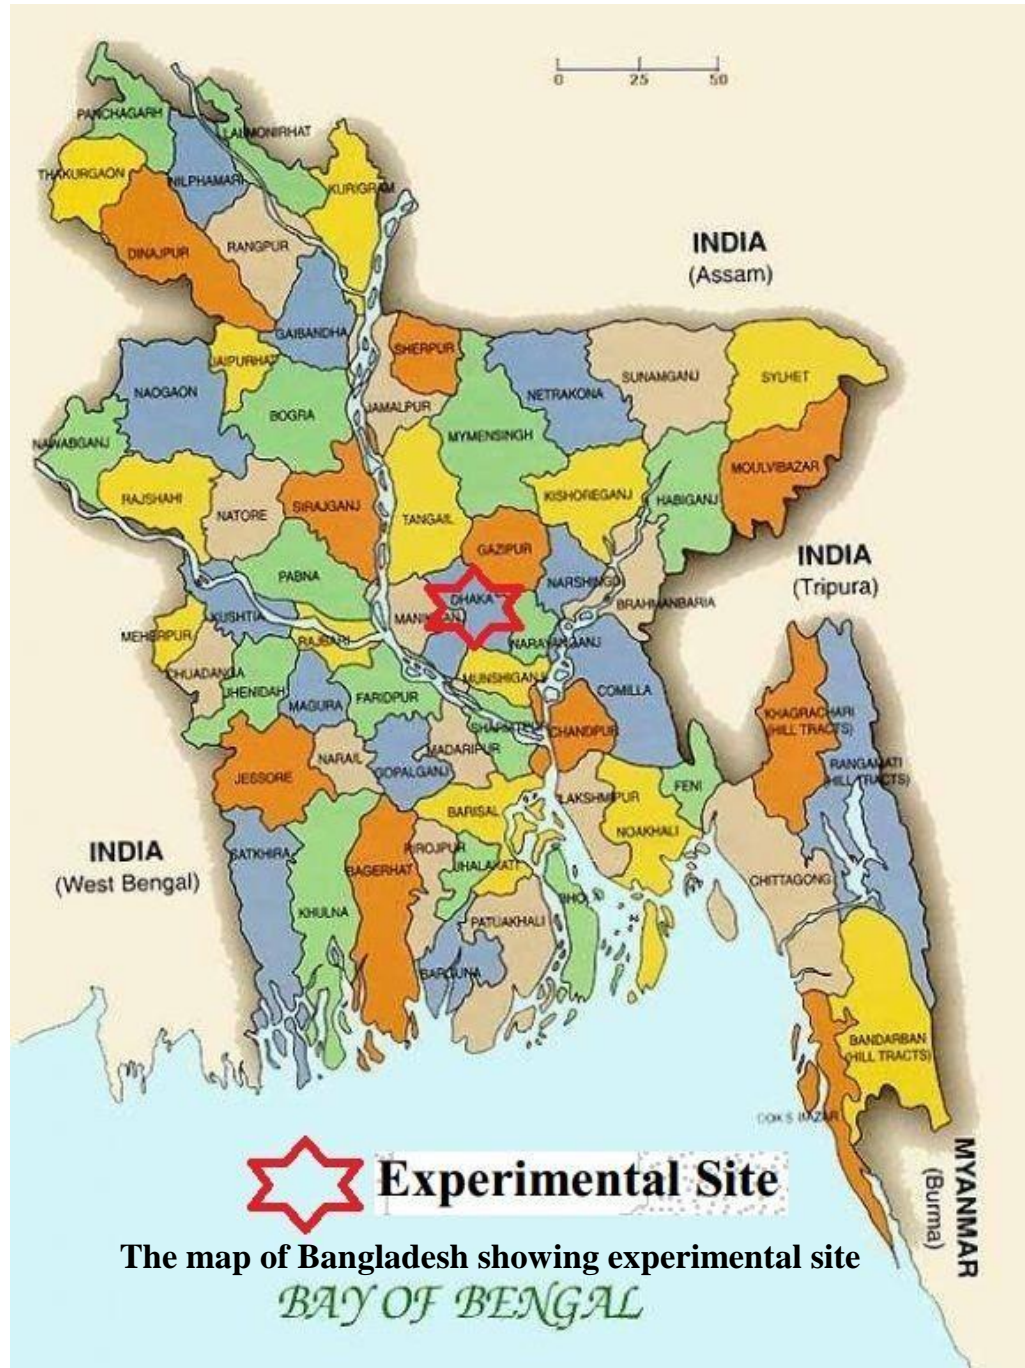 0 25 50
PANCHAGARH
LALMONIRHAT
THAKURGAON
NILPHAMARI
KURIGRAM
DINAJPUR
RANGPUR
INDIA
(Assam)
GAIBANDHA
JAIPURHAT
SHERPUR
SUNAMGANJ
SYLHET
NAOGAON
NETRAKONA
BOGRA
JAMALPUR
MYMENSINGH
NAWABGANJ
MOULVIBAZAR
RAJSHAHI
NATORE
SIRAJGANJ
TANGAIL
KISHOREGANJ
HABIGANJ
GAZIPUR
INDIA
(Tripura)
PABNA
NARSHINGDI
DHAKA
BRAHMANBARIA
KUSHTIA
MEHERPUR
RAJBARI
NARAYANGANJ
CHUADANGA
MUNSHIGANJ
JHENIDAH
MAGURA
FARIDPUR
COMILLA
KHAGRACHARI
(HILL TRACTS)
CHANDPUR
NARAIL
MADARIPUR
GOPALGANJ
JESSORE
RANGAMATI
(HILL TRACTS)
FENI
LAKSHMIPUR
BARISAL
NOAKHALI
INDIA
(West Bengal)
SATKHIRA
BAGERHAT
PIROJPUR
JHALAKATI
CHITTAGONG
KHULNA
PATUAKHALI
BARGUNA
BANDARBAN
(HILL TRACTS)
COKS BAZAR
MYANMAR
(Burma)
Experimental Site
The map of Bangladesh showing experimental site
BAY OF BENGAL